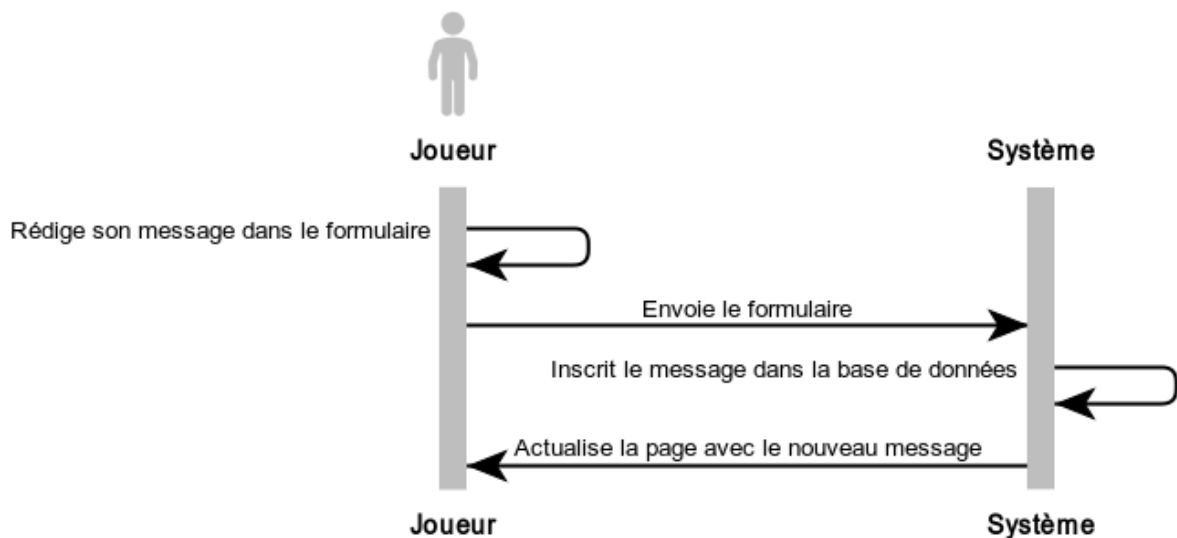 Joueur
Système
Rédige son message dans le formulaire
Envoie le formulaire
Inscrit le message dans la base de données
Actualise la page avec le nouveau message
Joueur
Système